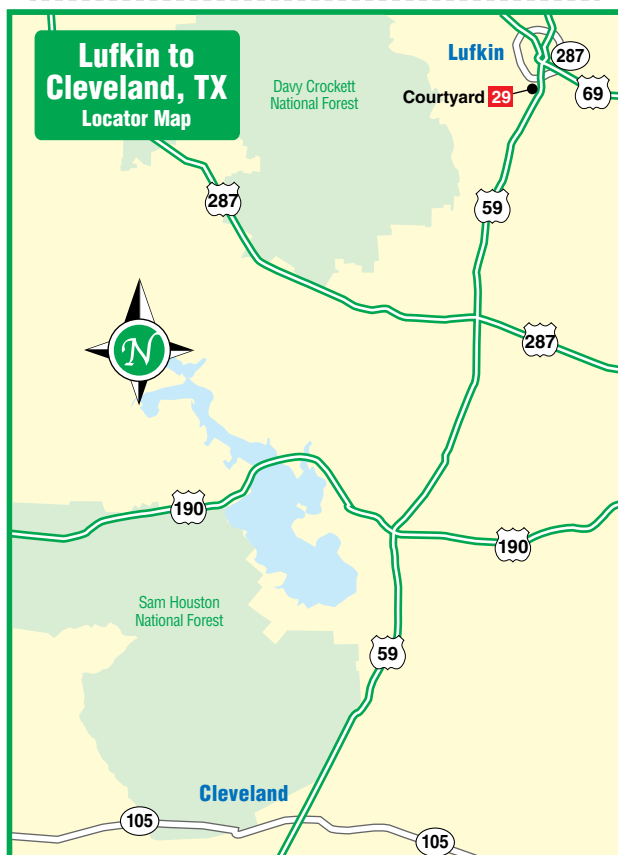 Lufkin to
Cleveland, TX
Locator Map
Lufkin
287
Davy Crockett
National Forest
Courtyard 29
69
287
59
287
N
190
190
Sam Houston
National Forest
59
Cleveland
105
105